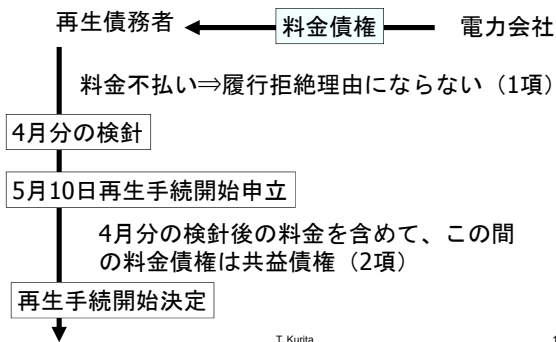 再生債務者 料金債権 電力会社
料金不払い⇒履行拒絶理由にならない（1項）
4月分の検針
5月10日再生手続開始申立
4月分の検針後の料金を含めて、この間
の料金債権は共益債権（2項）
再生手続開始決定
T. Kurita 1